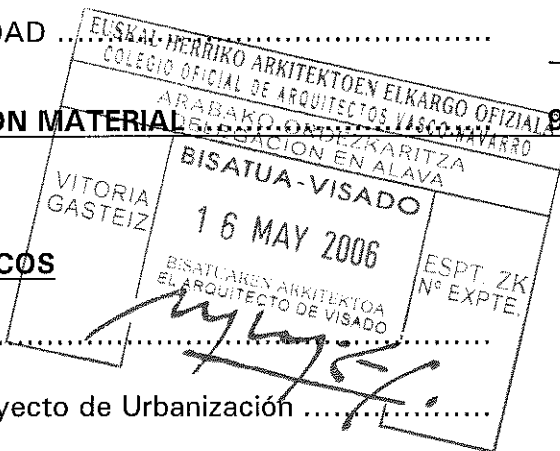 DAD ....................................................
EUSKAL-HERRIKO ARKITEKTOEN ELKARGO OFIZIALA
COLEGIO OFICIAL DE ARQUITECTOS VASCO-NAVARRO
ON MATERIAL 9
ARABAKO ORDEZKARITZA
DELEGACION EN ALAVA
BISATUA-VISADO
VITORIA
GASTEIZ
16 MAY 2006
ESPT. ZK
Nº EXPTE.
COS
BISATUAREN ARKITEKTOA
EL ARQUITECTO DE VISADO
yecto de Urbanización ......................